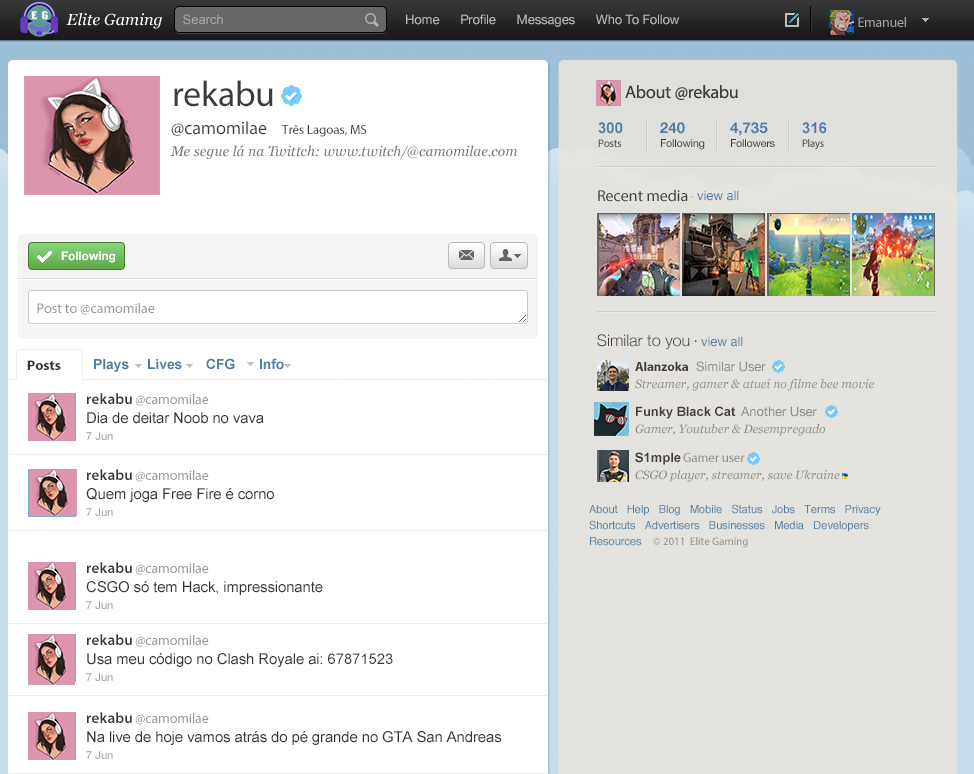 EG Elite Gaming Search Home Profile Messages Who To Follow Emanuel
rekabu
@camomilae Três Lagoas, MS
Me segue lá na Twittch: www.twitch/@camomilae.com
Following
Post to @camomilae
Posts Plays Lives CFG Info
rekabu @camomilae
Dia de deitar Noob no vava
7 Jun
rekabu @camomilae
Quem joga Free Fire é corno
7 Jun
rekabu @camomilae
CSGO só tem Hack, impressionante
7 Jun
rekabu @camomilae
Usa meu código no Clash Royale ai: 67871523
7 Jun
rekabu @camomilae
Na live de hoje vamos atrás do pé grande no GTA San Andreas
7 Jun
About @rekabu
300 240 4,735 316
Posts Following Followers Plays
Recent media · view all
Similar to you · view all
Alanzoka Similar User
Streamer, gamer & atuei no filme bee movie
Funky Black Cat Another User
Gamer, Youtuber & Desempregado
S1mple Gamer user
CSGO player, streamer, save Ukraine
About Help Blog Mobile Status Jobs Terms Privacy
Shortcuts Advertisers Businesses Media Developers
Resources © 2011 Elite Gaming